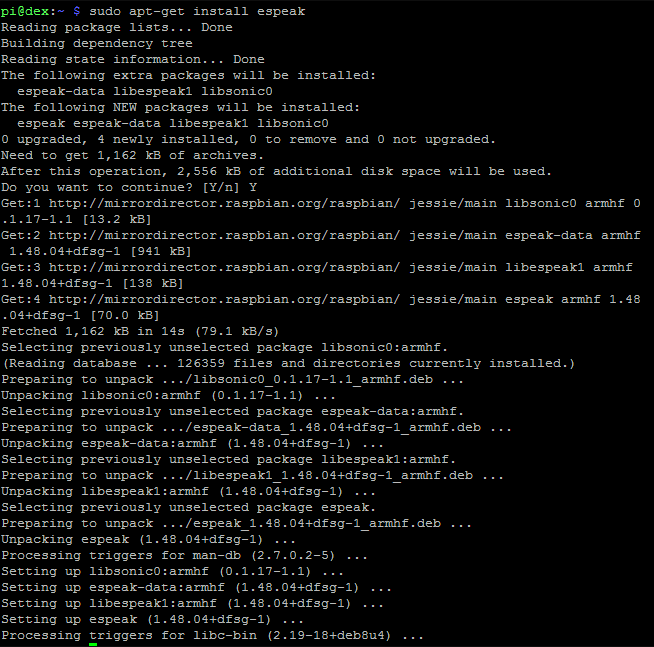 pi@dex:~ $ sudo apt-get install espeak
Reading package lists... Done
Building dependency tree
Reading state information... Done
The following extra packages will be installed:
  espeak-data libespeak1 libsonic0
The following NEW packages will be installed:
  espeak espeak-data libespeak1 libsonic0
0 upgraded, 4 newly installed, 0 to remove and 0 not upgraded.
Need to get 1,162 kB of archives.
After this operation, 2,556 kB of additional disk space will be used.
Do you want to continue? [Y/n] Y
Get:1 http://mirrordirector.raspbian.org/raspbian/ jessie/main libsonic0 armhf 0
.1.17-1.1 [13.2 kB]
Get:2 http://mirrordirector.raspbian.org/raspbian/ jessie/main espeak-data armhf
 1.48.04+dfsg-1 [941 kB]
Get:3 http://mirrordirector.raspbian.org/raspbian/ jessie/main libespeak1 armhf
1.48.04+dfsg-1 [138 kB]
Get:4 http://mirrordirector.raspbian.org/raspbian/ jessie/main espeak armhf 1.48
.04+dfsg-1 [70.0 kB]
Fetched 1,162 kB in 14s (79.1 kB/s)
Selecting previously unselected package libsonic0:armhf.
(Reading database ... 126359 files and directories currently installed.)
Preparing to unpack .../libsonic0_0.1.17-1.1_armhf.deb ...
Unpacking libsonic0:armhf (0.1.17-1.1) ...
Selecting previously unselected package espeak-data:armhf.
Preparing to unpack .../espeak-data_1.48.04+dfsg-1_armhf.deb ...
Unpacking espeak-data:armhf (1.48.04+dfsg-1) ...
Selecting previously unselected package libespeak1:armhf.
Preparing to unpack .../libespeak1_1.48.04+dfsg-1_armhf.deb ...
Unpacking libespeak1:armhf (1.48.04+dfsg-1) ...
Selecting previously unselected package espeak.
Preparing to unpack .../espeak_1.48.04+dfsg-1_armhf.deb ...
Unpacking espeak (1.48.04+dfsg-1) ...
Processing triggers for man-db (2.7.0.2-5) ...
Setting up libsonic0:armhf (0.1.17-1.1) ...
Setting up espeak-data:armhf (1.48.04+dfsg-1) ...
Setting up libespeak1:armhf (1.48.04+dfsg-1) ...
Setting up espeak (1.48.04+dfsg-1) ...
Processing triggers for libc-bin (2.19-18+deb8u4) ...